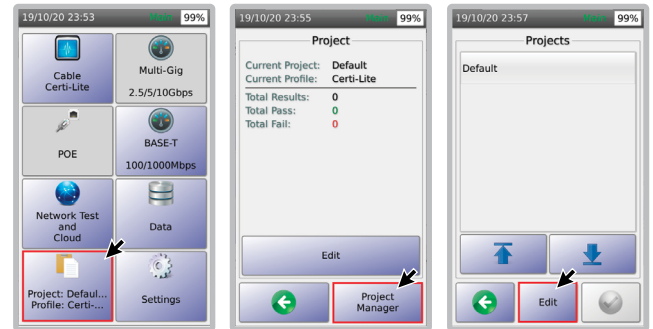 19/10/20 23:53
99%
Cable
Certi-Lite
Multi-Gig
2.5/5/10Gbps
POE
BASE-T
100/1000Mbps
Network Test
and
Cloud
Data
Project: Defaul...
Profile: Certi-...
Settings
19/10/20 23:55
99%
Project
Current Project: Default
Current Profile: Certi-Lite
Total Results: 0
Total Pass: 0
Total Fail: 0
Edit
Project
Manager
19/10/20 23:57
99%
Projects
Default
Edit